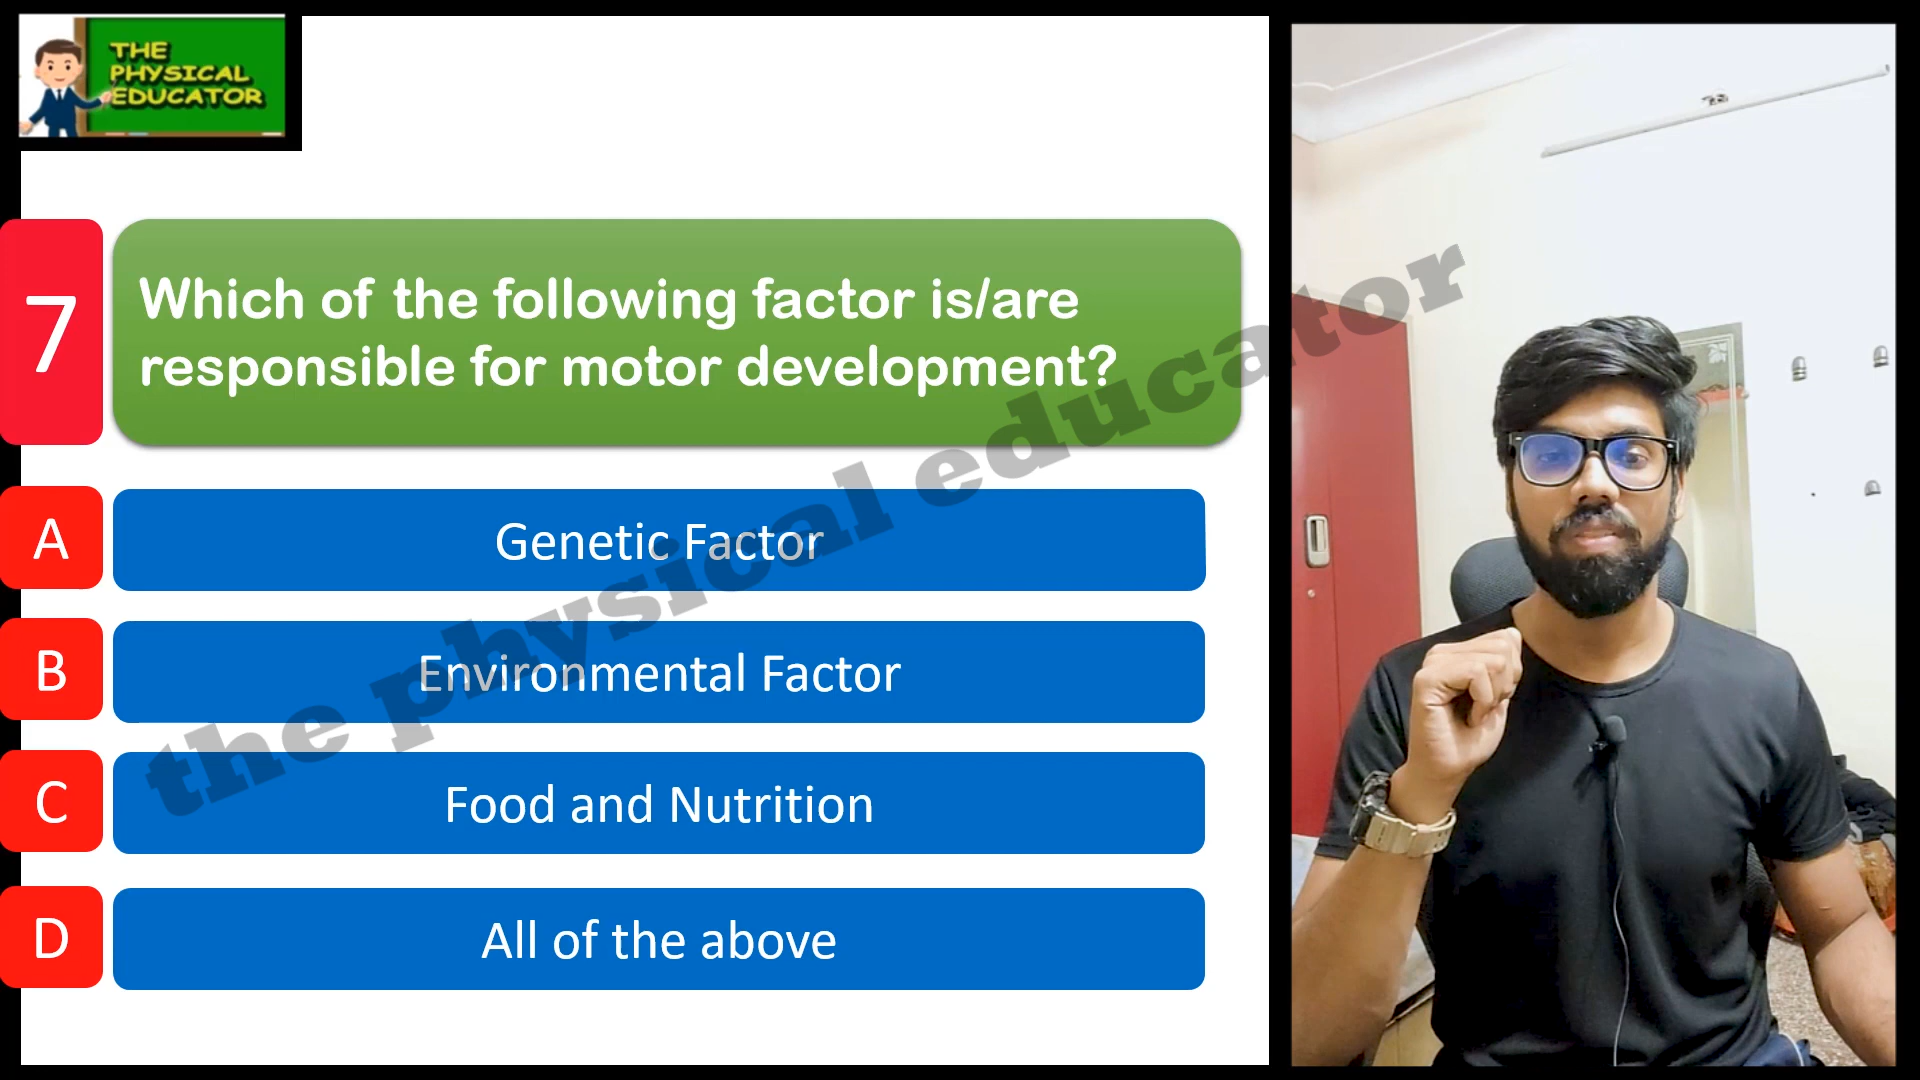 THE
PHYSICAL
EDUCATOR
7
Which of the following factor is/are
responsible for motor development?
A
Genetic Factor
B
Environmental Factor
C
Food and Nutrition
D
All of the above
the physical educator